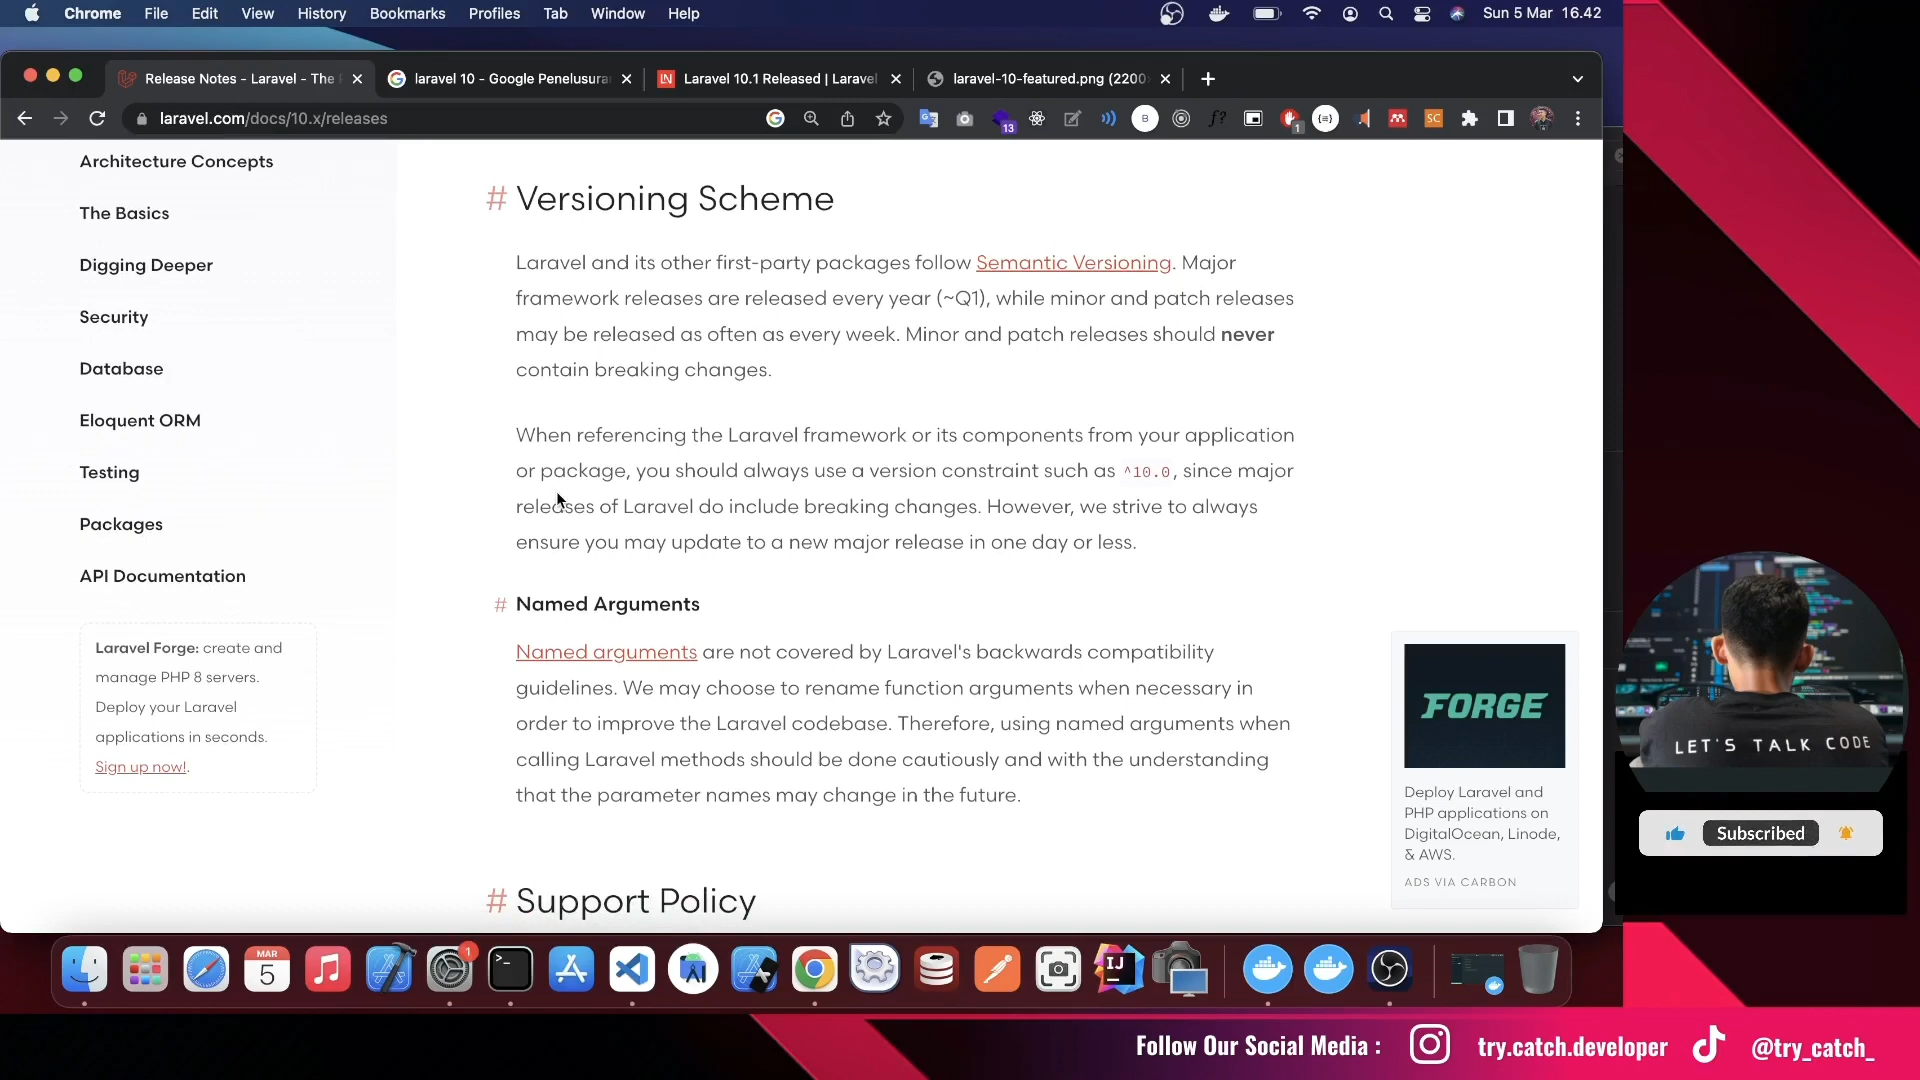 Chrome File Edit View History Bookmarks Profiles Tab Window Help Sun 5 Mar 16.42
Release Notes - Laravel - The laravel 10 - Google Penelusura Laravel 10.1 Released | Laravel laravel-10-featured.png (2200
laravel.com/docs/10.x/releases
Architecture Concepts
The Basics
Digging Deeper
Security
Database
Eloquent ORM
Testing
Packages
API Documentation
Laravel Forge: create and
manage PHP 8 servers.
Deploy your Laravel
applications in seconds.
Sign up now!.
# Versioning Scheme
Laravel and its other first-party packages follow Semantic Versioning. Major
framework releases are released every year (~Q1), while minor and patch releases
may be released as often as every week. Minor and patch releases should never
contain breaking changes.
When referencing the Laravel framework or its components from your application
or package, you should always use a version constraint such as ^10.0, since major
releases of Laravel do include breaking changes. However, we strive to always
ensure you may update to a new major release in one day or less.
# Named Arguments
Named arguments are not covered by Laravel's backwards compatibility
guidelines. We may choose to rename function arguments when necessary in
order to improve the Laravel codebase. Therefore, using named arguments when
calling Laravel methods should be done cautiously and with the understanding
that the parameter names may change in the future.
# Support Policy
FORGE
Deploy Laravel and
PHP applications on
DigitalOcean, Linode,
& AWS.
ADS VIA CARBON
LET'S TALK CODE
Subscribed
MAR
5
Follow Our Social Media : try.catch.developer @try_catch_